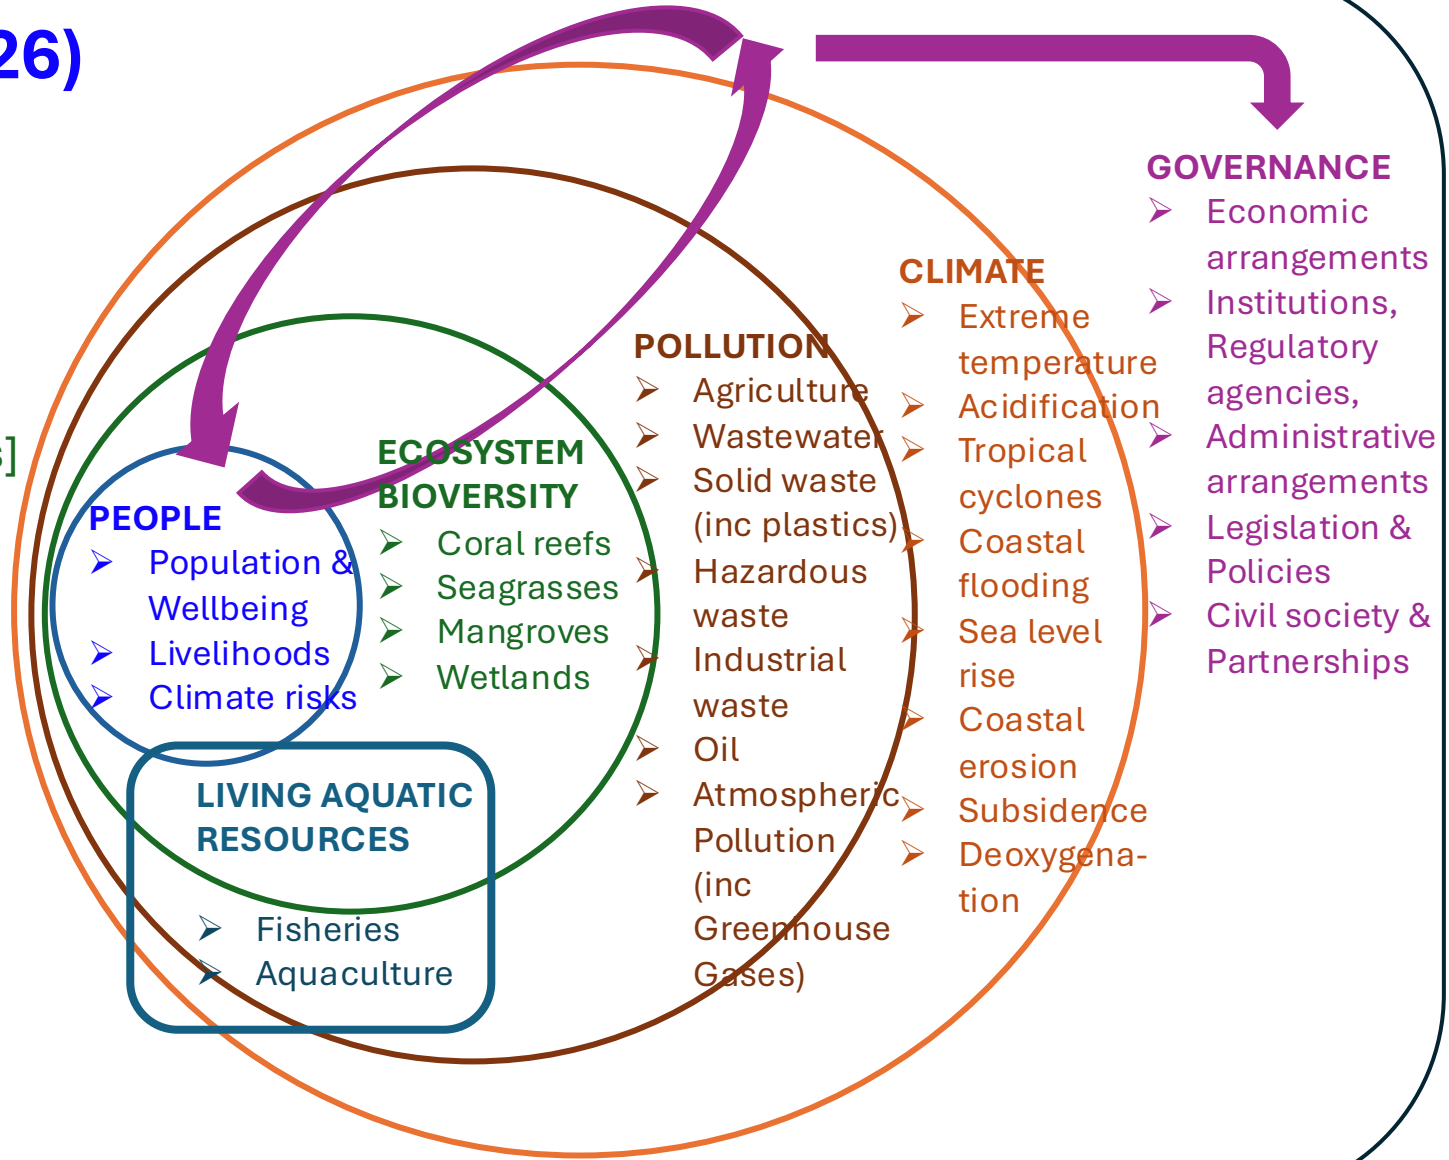 26)
s]
PEOPLE
Population &
Wellbeing
Livelihoods
Climate risks
LIVING AQUATIC
RESOURCES
Fisheries
Aquaculture
ECOSYSTEM
BIOVERSITY
Coral reefs
Seagrasses
Mangroves
Wetlands
POLLUTION
Agriculture
Wastewater
Solid waste
(inc plastics)
Hazardous
waste
Industrial
waste
Oil
Atmospheric
Pollution
(inc
Greenhouse
Gases)
CLIMATE
Extreme
temperature
Acidification
Tropical
cyclones
Coastal
flooding
Sea level
rise
Coastal
erosion
Subsidence
Deoxygena-
tion
GOVERNANCE
Economic
arrangements
Institutions,
Regulatory
agencies,
Administrative
arrangements
Legislation &
Policies
Civil society &
Partnerships